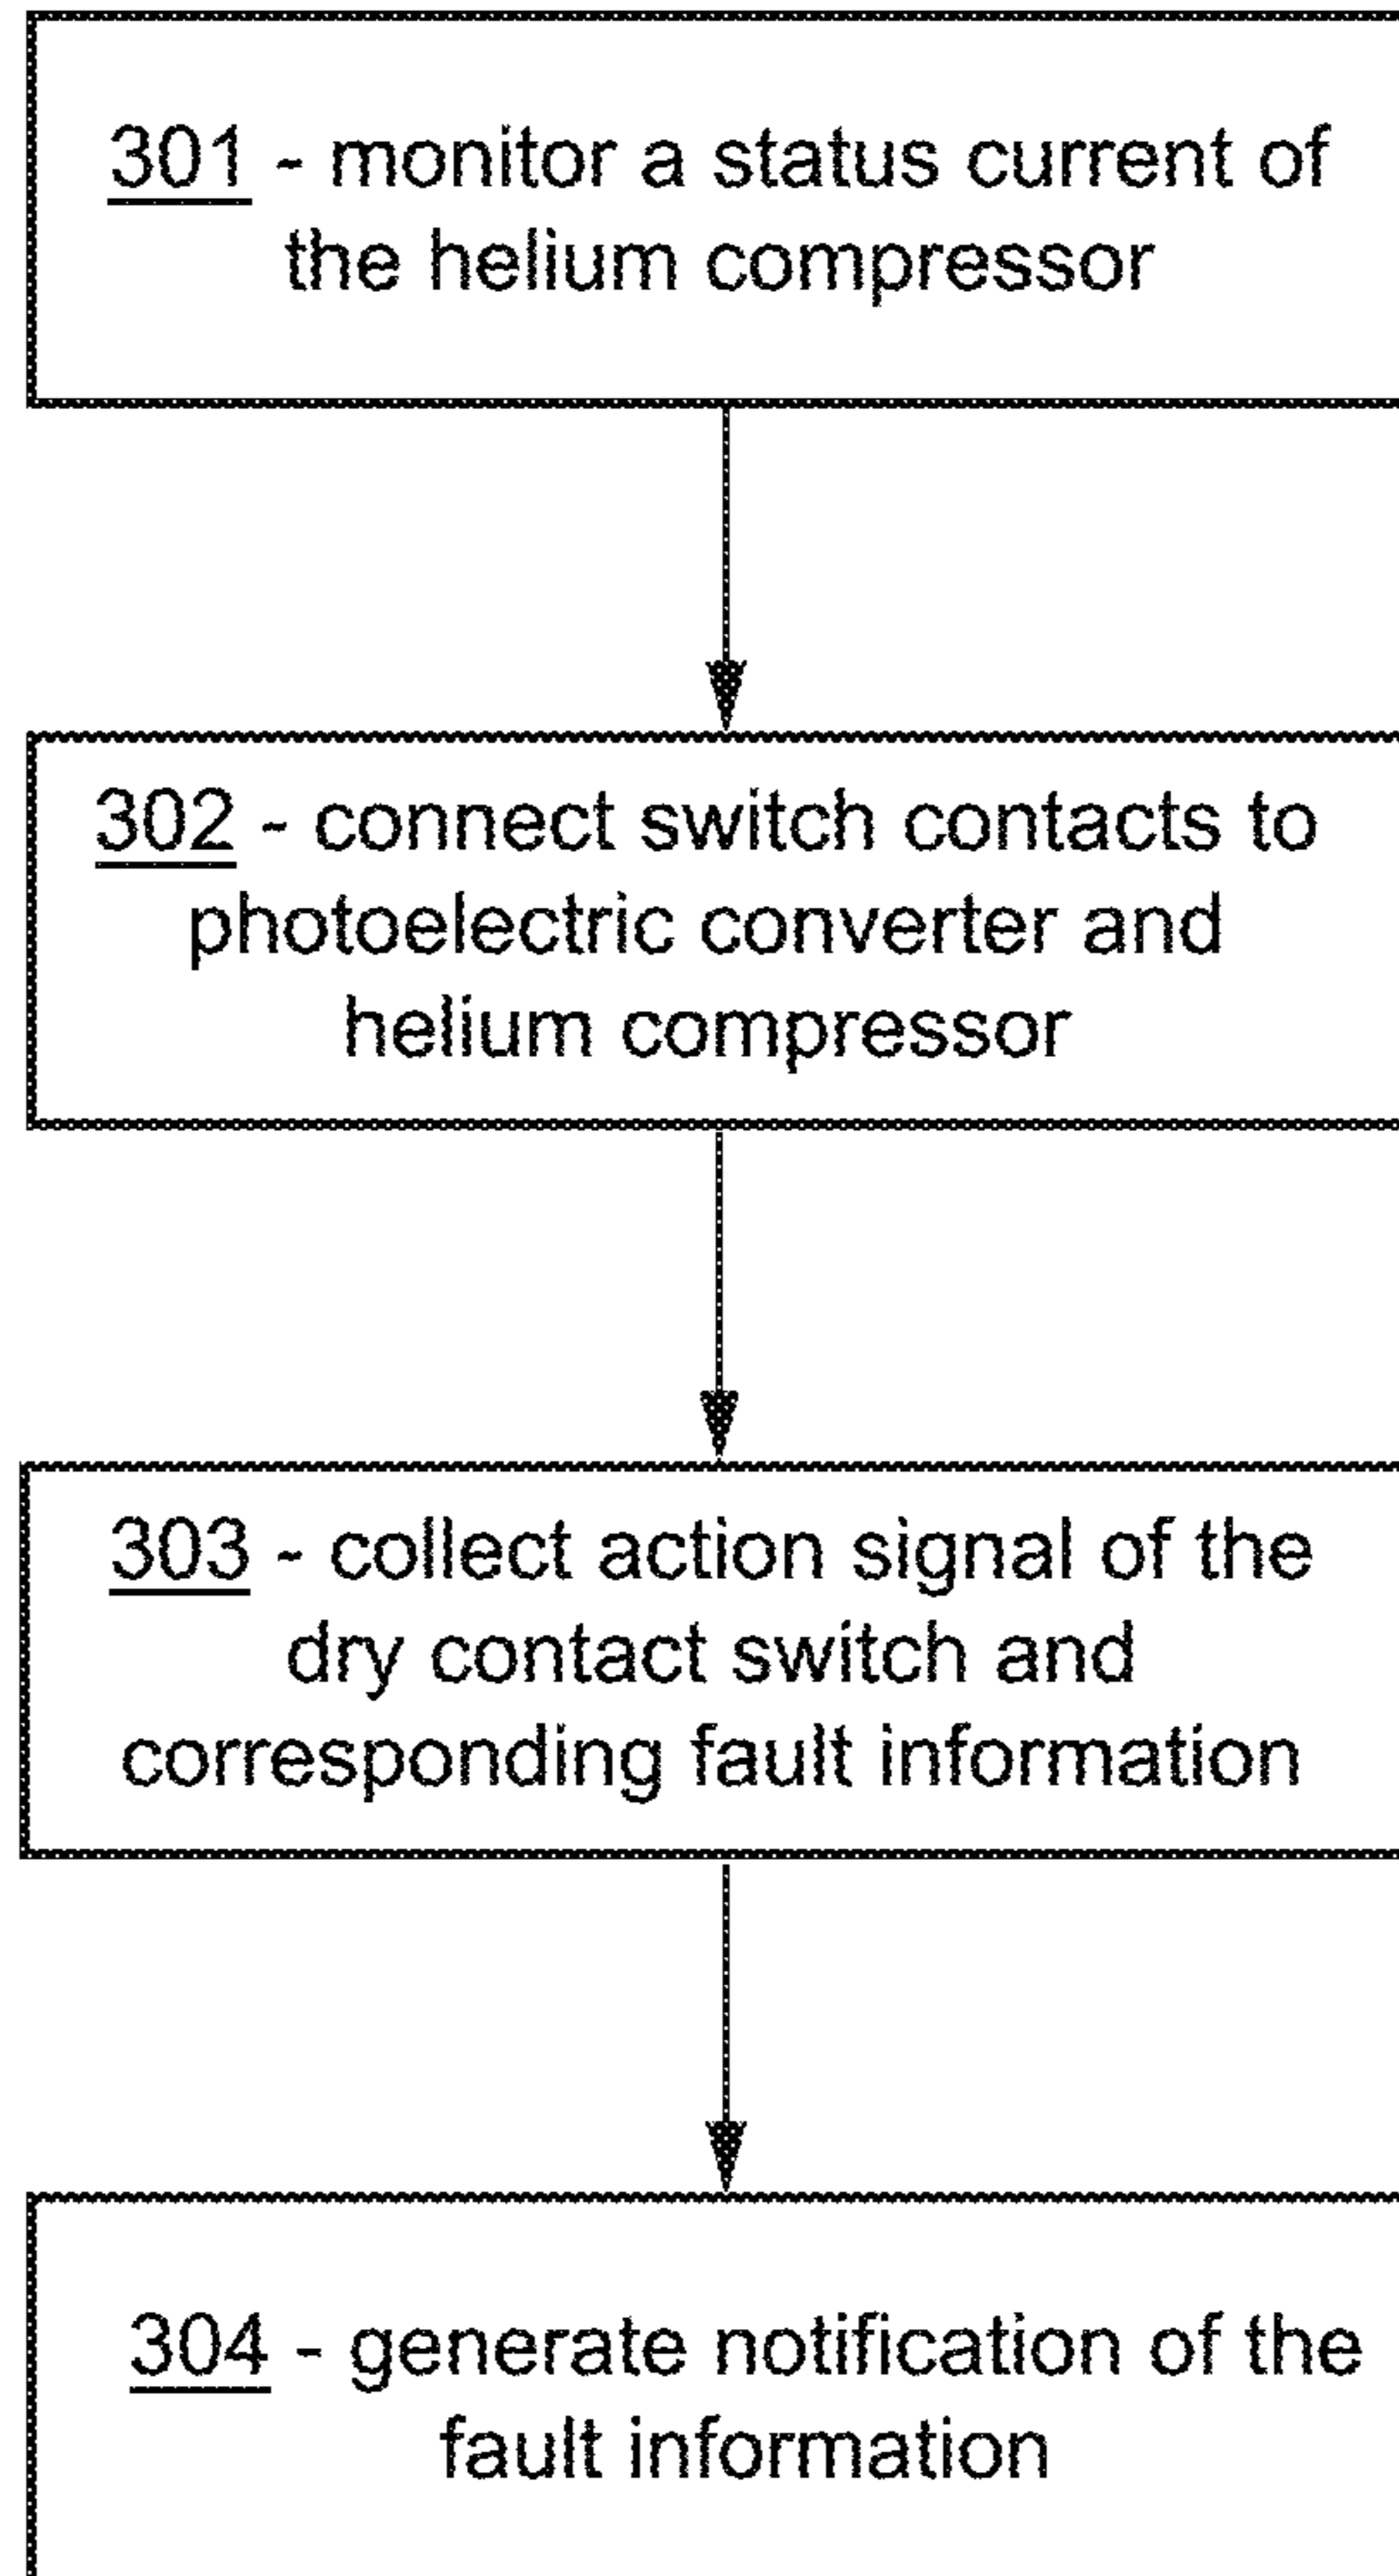 301 - monitor a status current of
the helium compressor
302 - connect switch contacts to
photoelectric converter and
helium compressor
303 - collect action signal of the
dry contact switch and
corresponding fault information
304 - generate notification of the
fault information